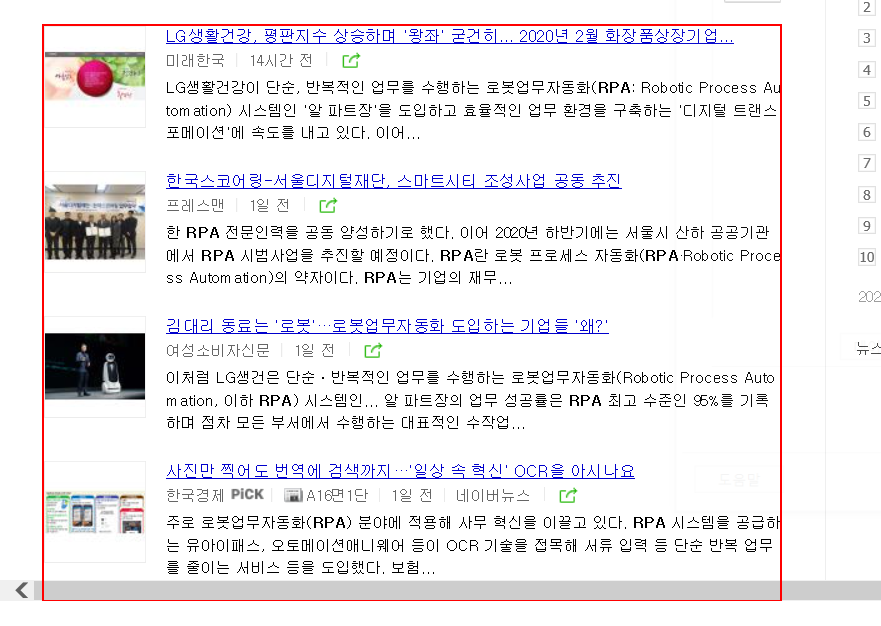 LG생활건강, 평판지수 상승하며 '왕좌' 굳건히... 2020년 2월 화장품상장기업...
미래한국 14시간 전
LG생활건강이 단순, 반복적인 업무를 수행하는 로봇업무자동화(RPA: Robotic Process Au
tomation) 시스템인 '알 파트장'을 도입하고 효율적인 업무 환경을 구축하는 '디지털 트랜스
포메이션'에 속도를 내고 있다. 이어...
한국스코어링-서울디지털재단, 스마트시티 조성사업 공동 추진
프레스맨 1일 전
한 RPA 전문인력을 공동 양성하기로 했다. 이어 2020년 하반기에는 서울시 산하 공공기관
에서 RPA 시범사업을 추진할 예정이다. RPA란 로봇 프로세스 자동화(RPA·Robotic Proce
ss Automation)의 약자이다. RPA는 기업의 재무...
김대리 동료는 '로봇'…로봇업무자동화 도입하는 기업들 '왜?'
여성소비자신문 1일 전
이처럼 LG생건은 단순·반복적인 업무를 수행하는 로봇업무자동화(Robotic Process Auto
mation, 이하 RPA) 시스템인... 알 파트장의 업무 성공률은 RPA 최고 수준인 95%를 기록
하며 점차 모든 부서에서 수행하는 대표적인 수작업...
사진만 찍어도 번역에 검색까지…'일상 속 혁신' OCR을 아시나요
한국경제 PiCK A16면1단 1일 전 네이버뉴스
주로 로봇업무자동화(RPA) 분야에 적용해 사무 혁신을 이끌고 있다. RPA 시스템을 공급하
는 유아이패스, 오토메이션애니웨어 등이 OCR 기술을 접목해 서류 입력 등 단순 반복 업무
를 줄이는 서비스 등을 도입했다. 보험...
2
3
4
5
6
7
8
9
10
202
뉴스
도움말